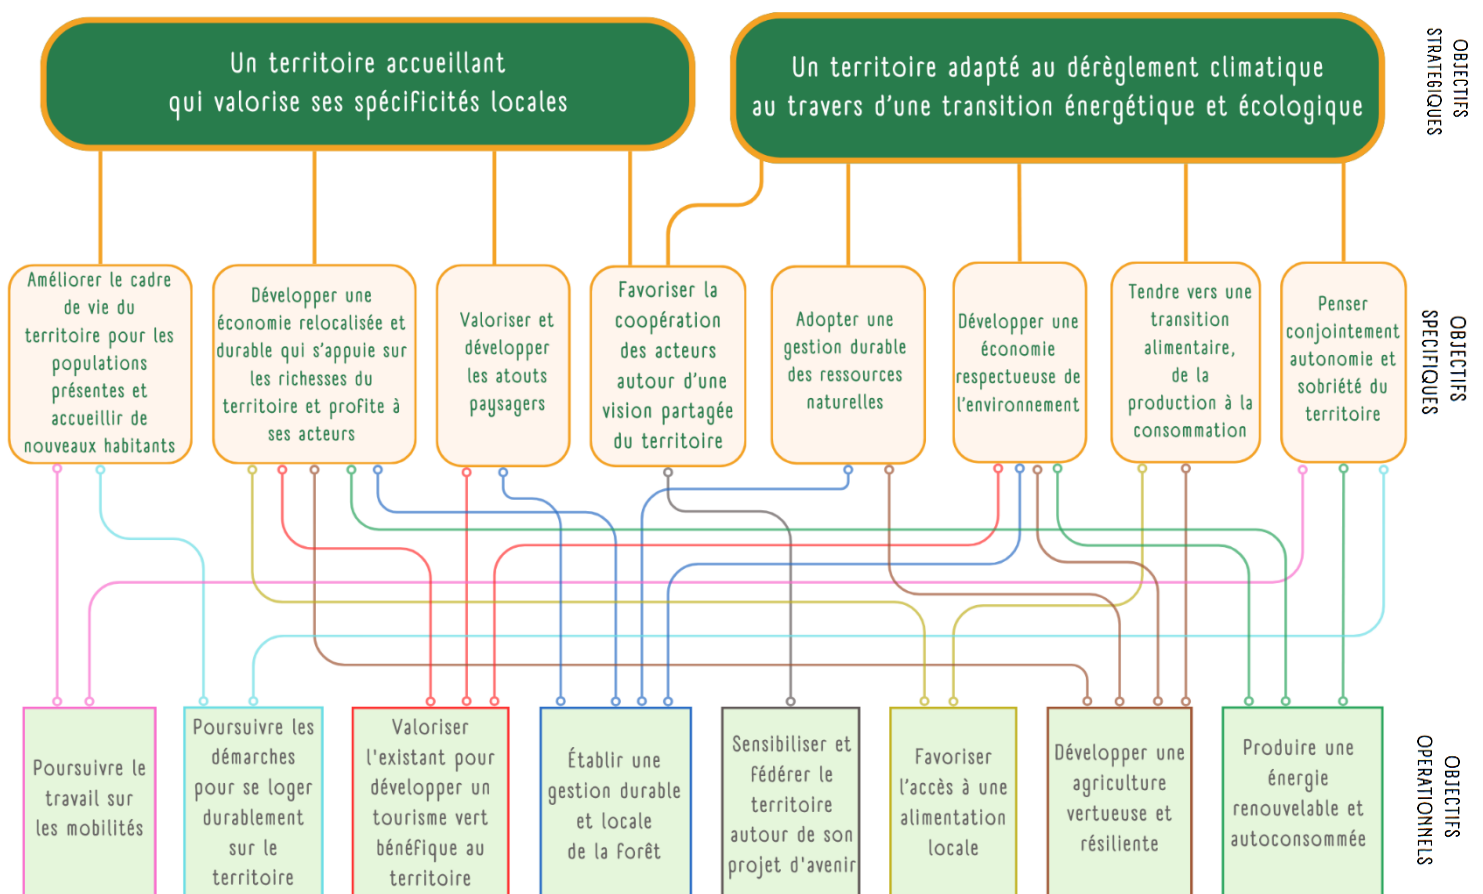 Un territoire accueillant
qui valorise ses spécificités locales
Un territoire adapté au dérèglement climatique
au travers d'une transition énergétique et écologique
OBJECTIFS
STRATEGIQUES
Améliorer le cadre
de vie du
territoire pour les
populations
présentes et
accueillir de
nouveaux habitants
Développer une
économie relocalisée et
durable qui s'appuie sur
les richesses du
territoire et profite à
ses acteurs
Valoriser et
développer
les atouts
paysagers
Favoriser la
coopération
des acteurs
autour d'une
vision partagée
du territoire
Adopter une
gestion durable
des ressources
naturelles
Développer une
économie
respectueuse de
l'environnement
Tendre vers une
transition
alimentaire,
de la
production à la
consommation
Penser
conjointement
autonomie et
sobriété du
territoire
OBJECTIFS
SPECIFIQUES
Poursuivre le
travail sur
les mobilités
Poursuivre les
démarches
pour se loger
durablement
sur le
territoire
Valoriser
l'existant pour
développer un
tourisme vert
bénéfique au
territoire
Établir une
gestion durable
et locale
de la forêt
Sensibiliser et
fédérer le
territoire
autour de son
projet d'avenir
Favoriser
l'accès à une
alimentation
locale
Développer une
agriculture
vertueuse et
résiliente
Produire une
énergie
renouvelable et
autoconsommée
OBJECTIFS
OPERATIONNELS